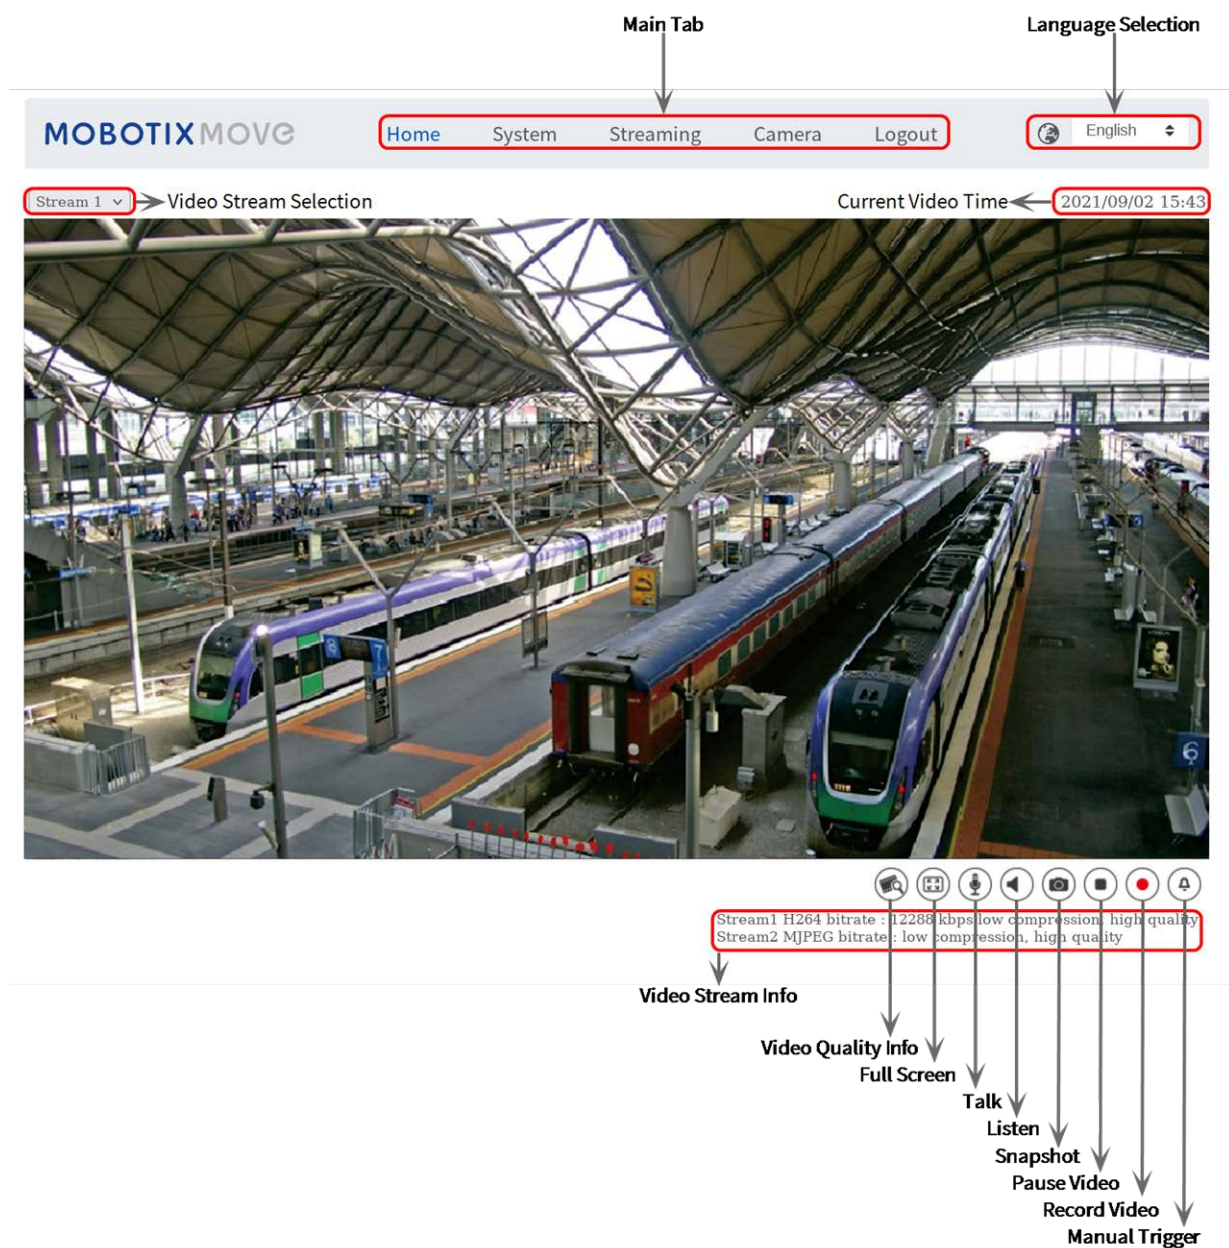 Main Tab
Language Selection
MOBOTIX MOVE
Home System Streaming Camera Logout
English
Stream 1
Video Stream Selection
Current Video Time
2021/09/02 15:43
8
7
6
Stream1 H264 bitrate : 12288 kbps low compression, high quality
Stream2 MJPEG bitrate : low compression, high quality
Video Stream Info
Video Quality Info
Full Screen
Talk
Listen
Snapshot
Pause Video
Record Video
Manual Trigger